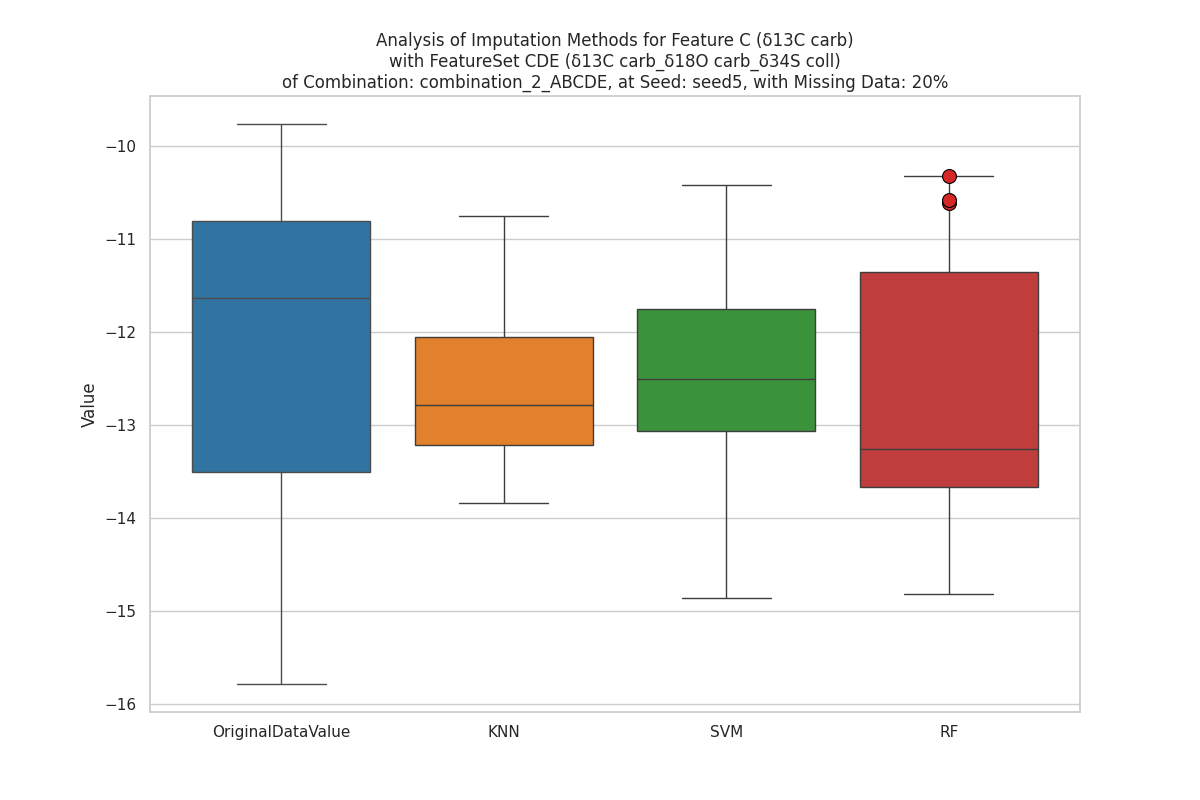 Analysis of Imputation Methods for Feature C (δ13C carb)
with FeatureSet CDE (δ13C carb_δ18O carb_δ34S coll)
of Combination: combination_2_ABCDE, at Seed: seed5, with Missing Data: 20%
−10
−11
−12
−13
−14
−15
−16
Value
OriginalDataValue
KNN
SVM
RF